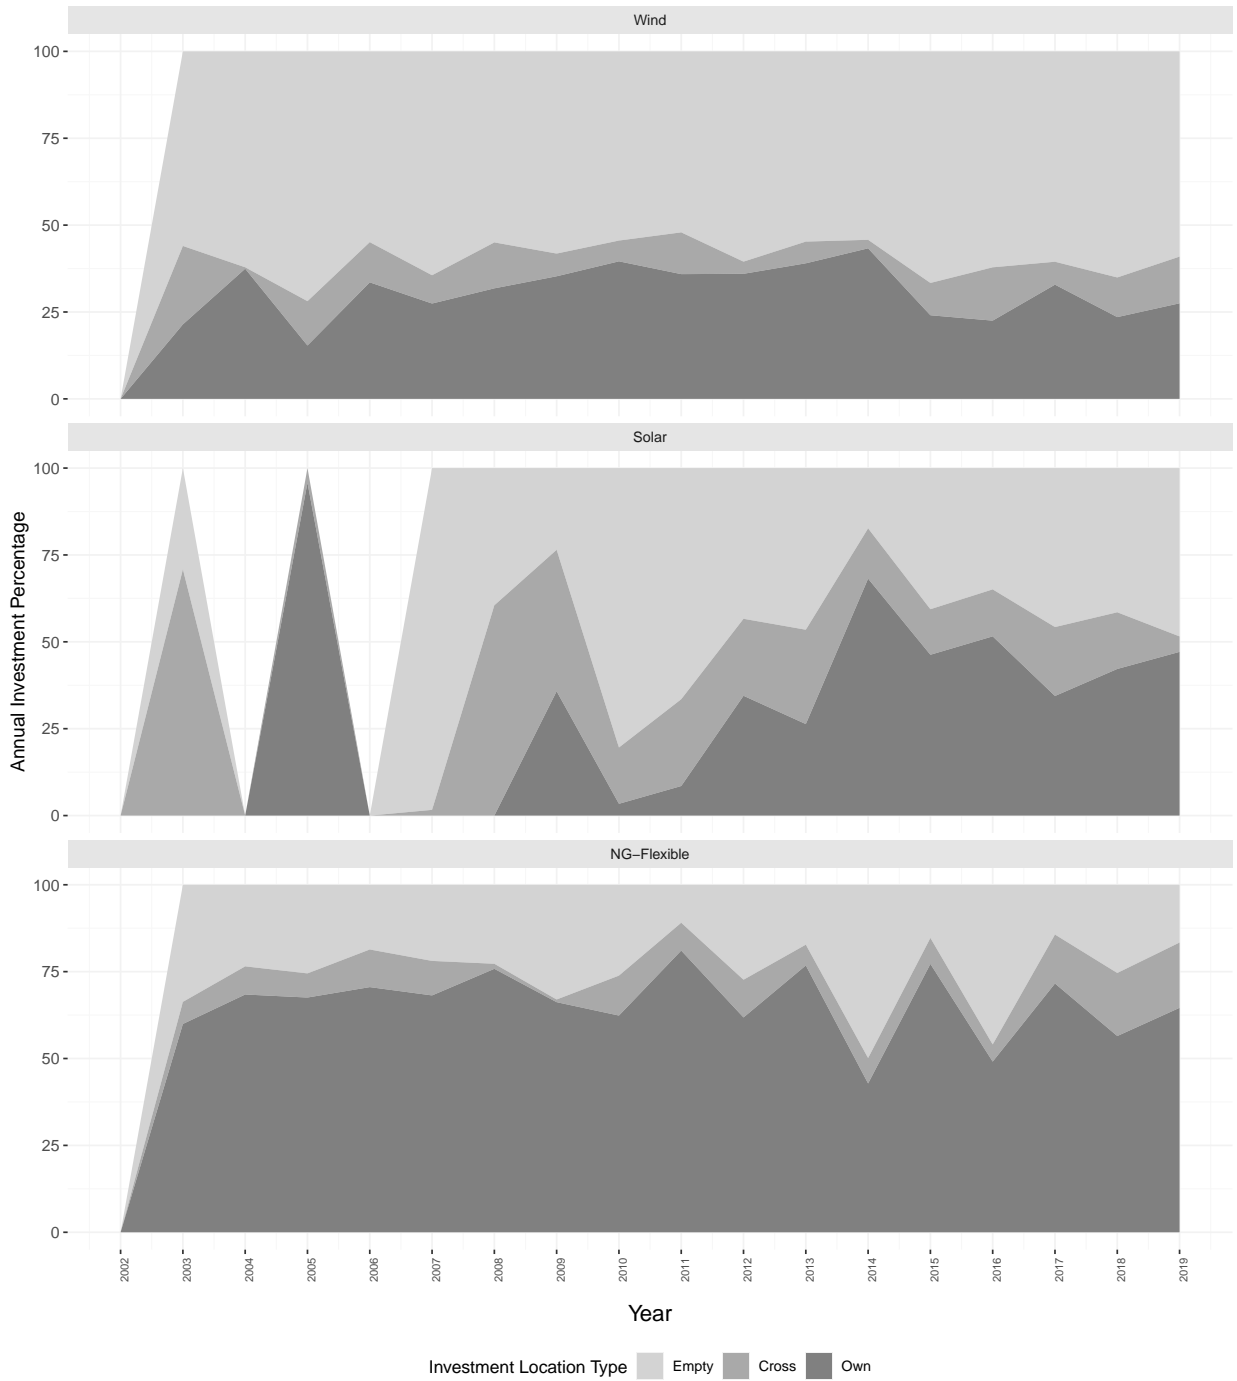 Wind
100
75
50
25
0
Solar
100
75
50
25
0
NG−Flexible
100
75
50
25
0
Annual Investment Percentage
2002 2003 2004 2005 2006 2007 2008 2009 2010 2011 2012 2013 2014 2015 2016 2017 2018 2019
Year
Investment Location Type Empty Cross Own